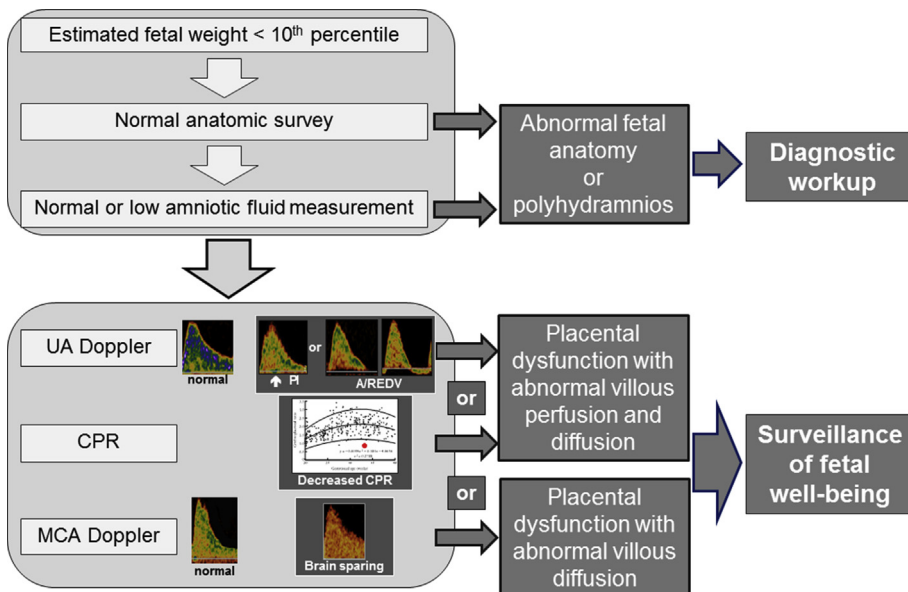 Estimated fetal weight < 10th percentile
Normal anatomic survey
Normal or low amniotic fluid measurement
Abnormal fetal
anatomy
or
polyhydramnios
Diagnostic
workup
UA Doppler
normal
or
PI
A/REDV
CPR
Decreased CPR
MCA Doppler
normal
Brain sparing
or
or
Placental
dysfunction with
abnormal villous
perfusion and
diffusion
Placental
dysfunction with
abnormal villous
diffusion
Surveillance
of fetal
well-being